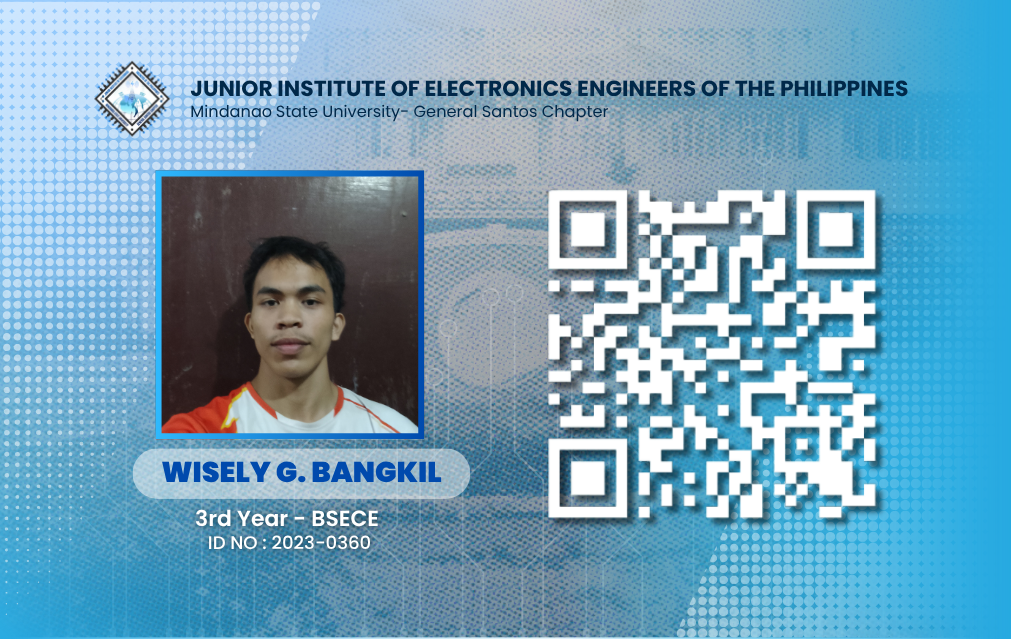 JUNIOR INSTITUTE OF ELECTRONICS ENGINEERS OF THE PHILIPPINES
Mindanao State University- General Santos Chapter
WISELY G. BANGKIL
3rd Year - BSECE
ID NO : 2023-0360